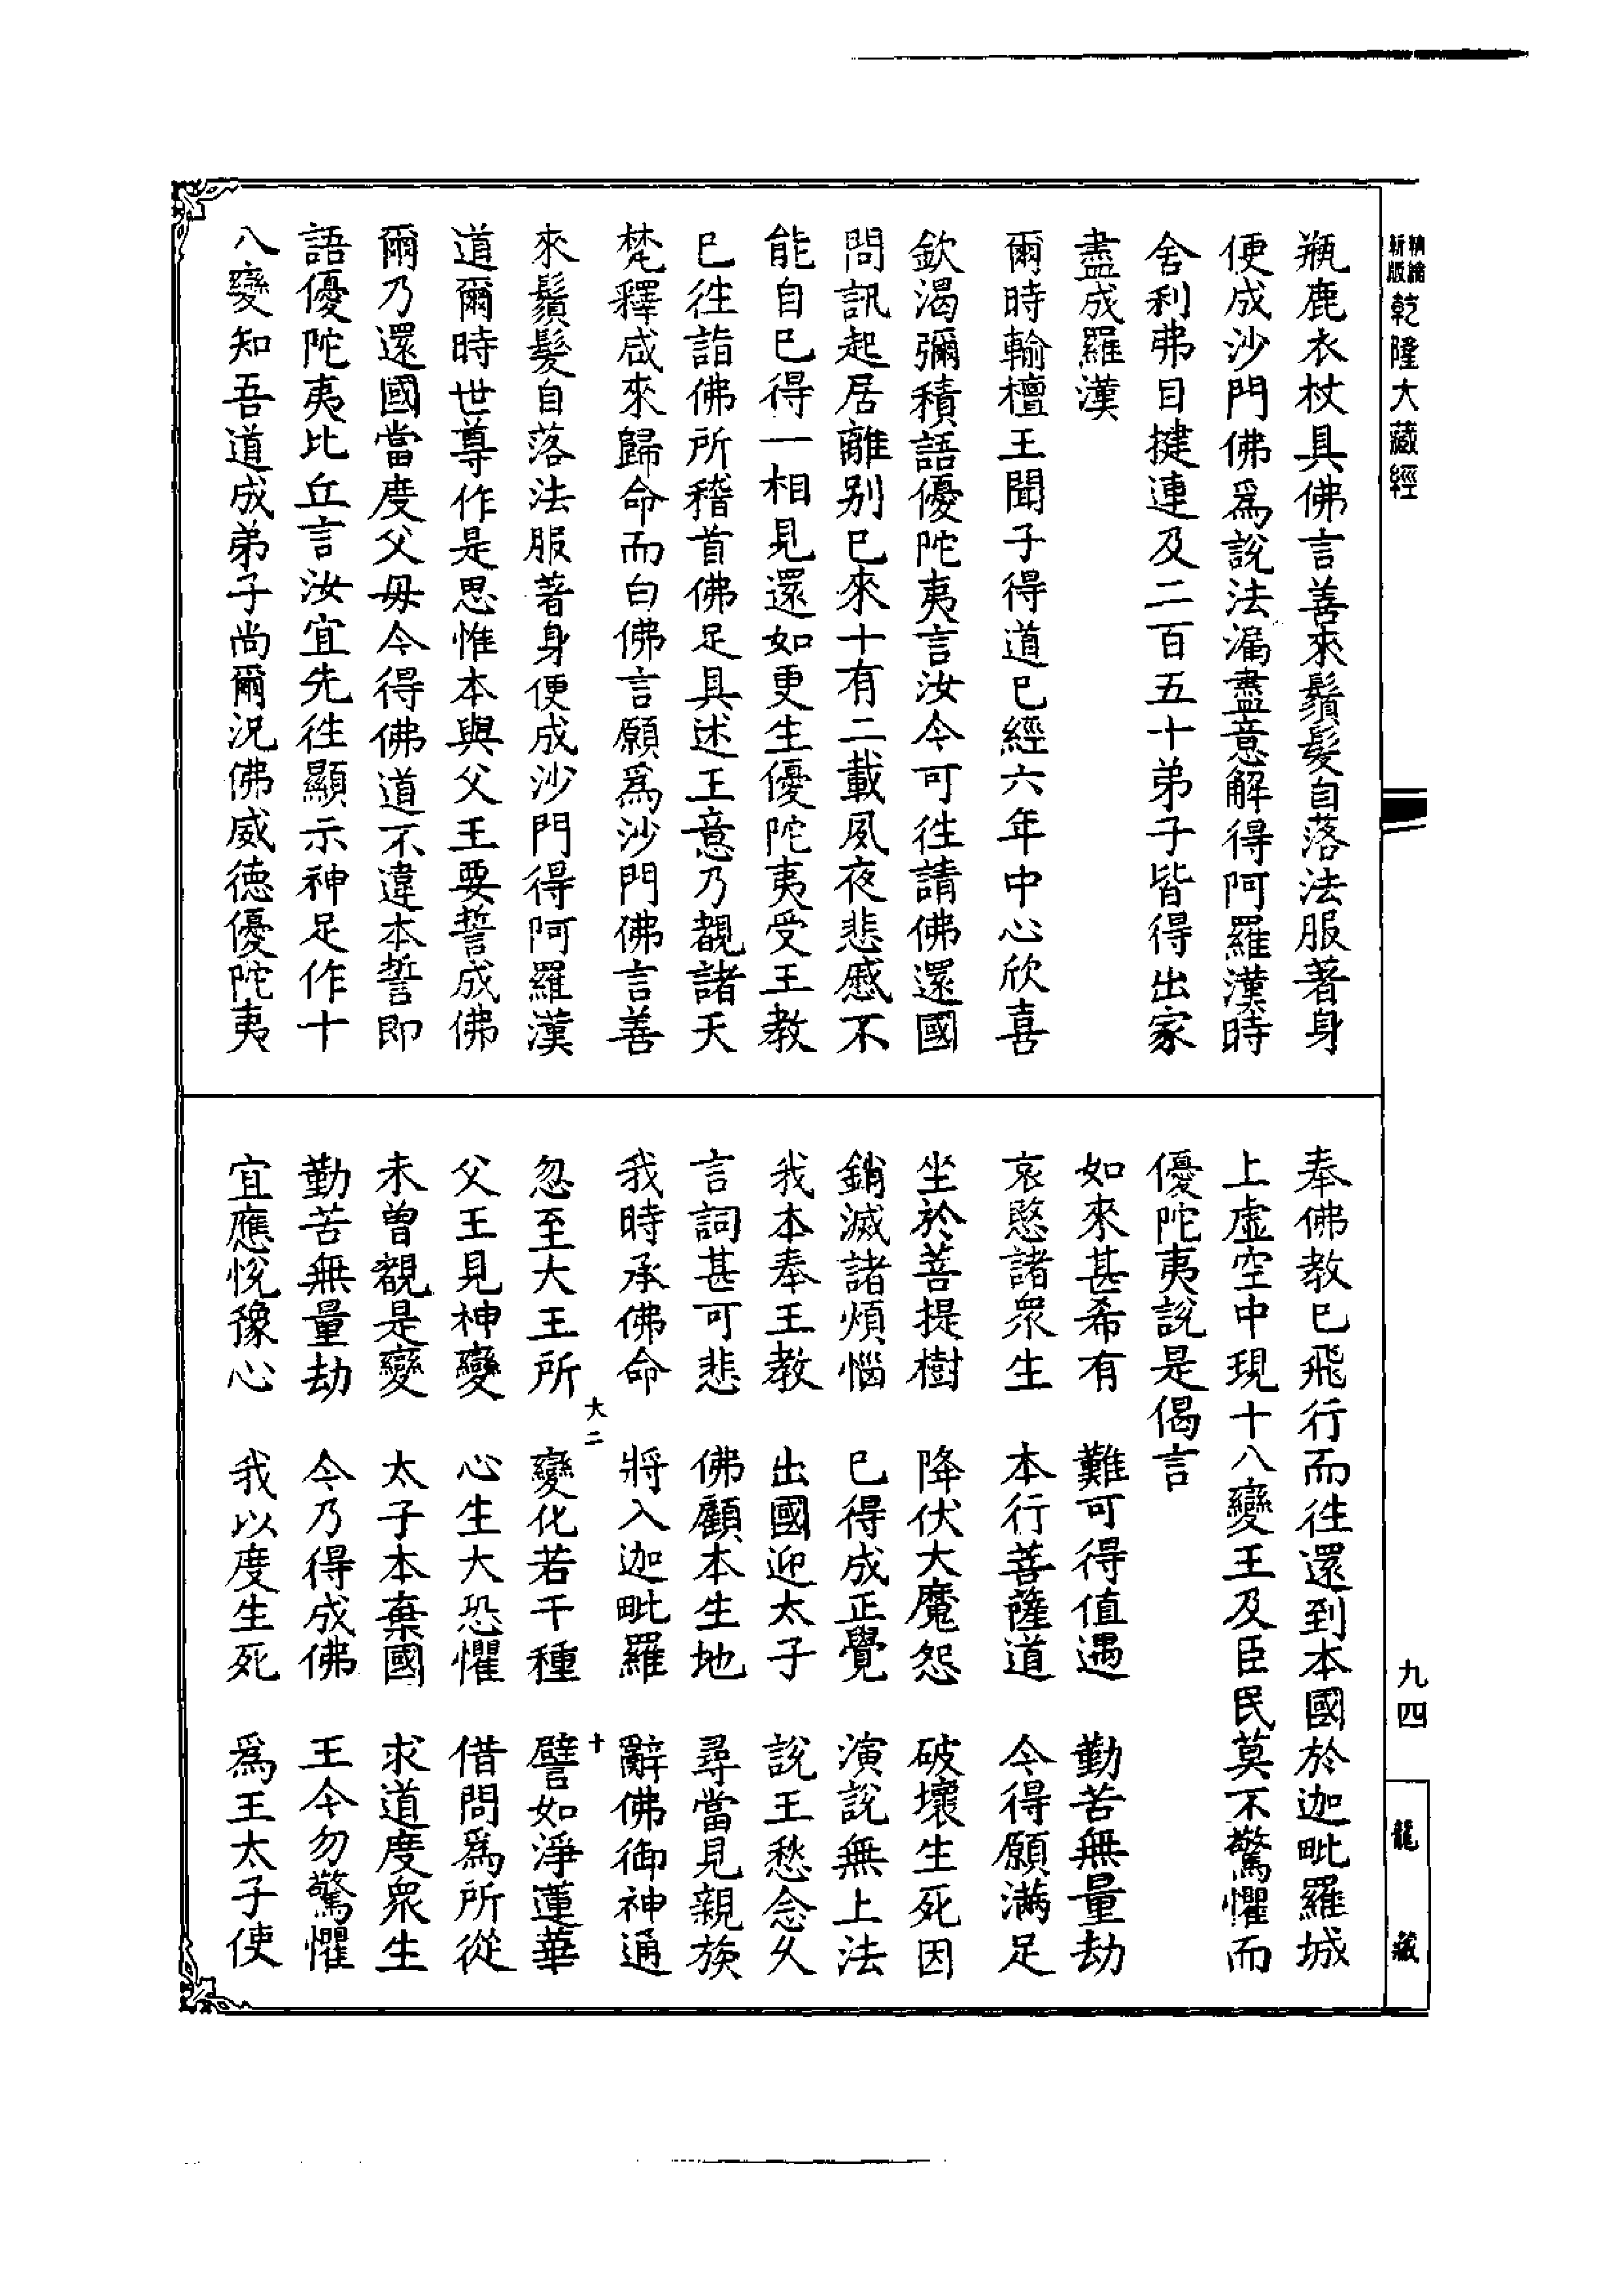 新版 精繪 乾隆大藏經
瓶鹿衣杖具佛言善來鬚髮自落法服著身
便成沙門佛爲說法漏盡意解得阿羅漢時
舍利弗目揵連及二百五十弟子皆得出家
盡成羅漢
爾時輸檀王聞子得道已經六年中心欣喜
欽渴彌積語優陀夷言汝今可往請佛還國
問訊起居離别已來十有二載夙夜悲慼不
能自已得一相見還如更生優陀夷受王教
已往詣佛所稽首佛足具述王意乃覩諸天
梵釋咸來歸命而白佛言願爲沙門佛言善
來鬚髮自落法服著身便成沙門得阿羅漢
道爾時世尊作是思惟本與父王要誓成佛
爾乃還國當度父母今得佛道不違本誓即
語優陀夷比丘言汝宜先往顯示神足作十
八變知吾道成弟子尚爾況佛威德優陀夷
奉佛教已飛行而往還到本國於迦毗羅城
上虛空中現十八變王及臣民莫不驚懼而
優陀夷說是偈言
如來甚希有 難可得值遇 勤苦無量劫
哀愍諸衆生 本行菩薩道 今得願滿足
坐於菩提樹 降伏大魔怨 破壞生死因
銷滅諸煩惱 已得成正覺 演說無上法
我本奉王教 出國迎太子 說王愁念久
言詞甚可悲 佛顧本生地 尋當見親族
我時承佛命 將入迦毗羅 辭佛御神通
大二 十
忽至大王所 變化若干種 譬如淨蓮華
父王見神變 心生大恐懼 借問爲所從
未曾覩是變 太子本棄國 求道度衆生
勤苦無量劫 今乃得成佛 王今勿驚懼
宜應悅豫心 我以度生死 爲王太子使
九四
龍藏